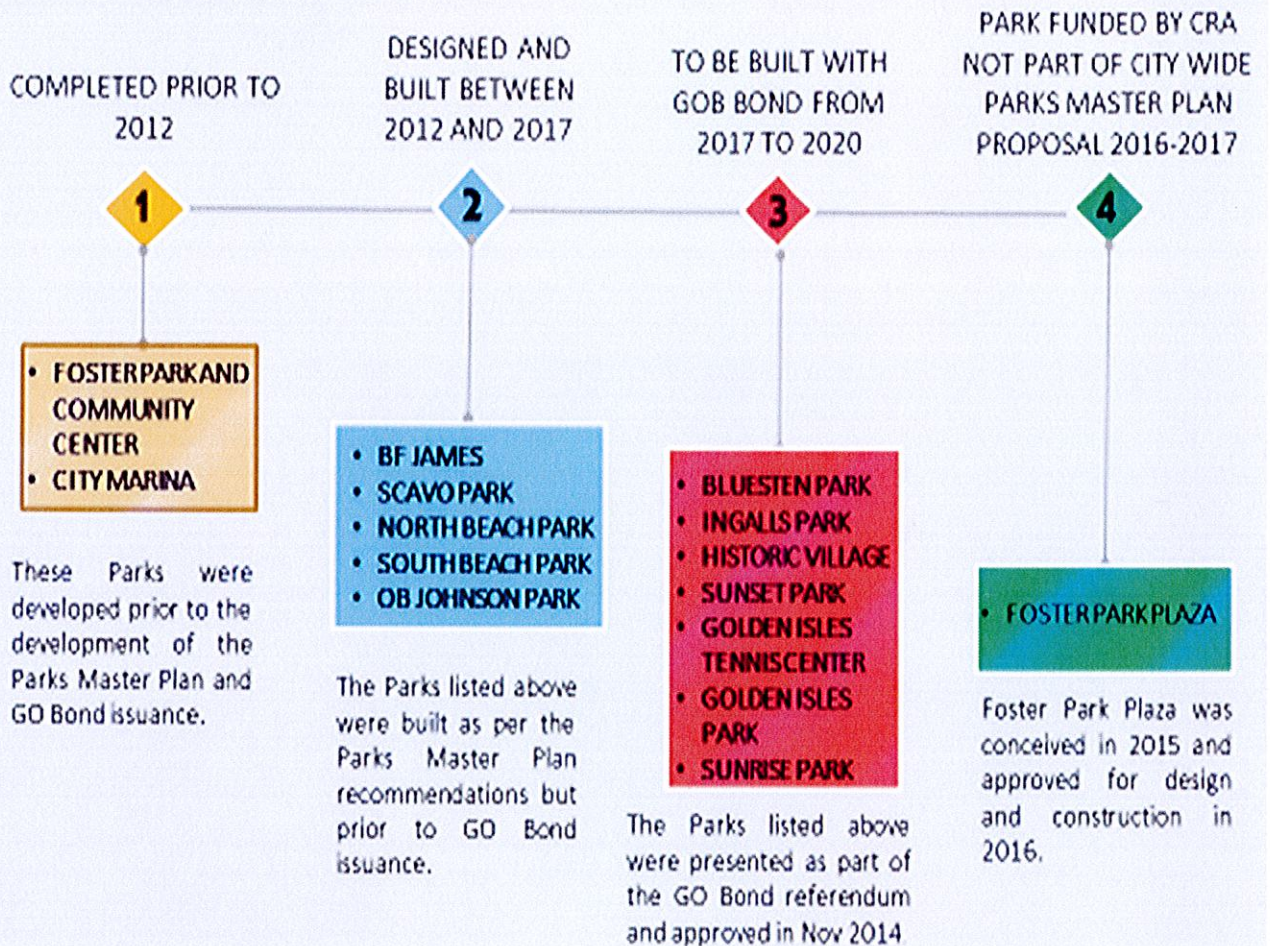 COMPLETED PRIOR TO
2012
1
• FOSTER PARK AND
COMMUNITY
CENTER
• CITY MARINA
These Parks were
developed prior to the
development of the
Parks Master Plan and
GO Bond issuance.
DESIGNED AND
BUILT BETWEEN
2012 AND 2017
2
• BF JAMES
• SCAVO PARK
• NORTH BEACH PARK
• SOUTH BEACH PARK
• OB JOHNSON PARK
The Parks listed above
were built as per the
Parks Master Plan
recommendations but
prior to GO Bond
issuance.
TO BE BUILT WITH
GOB BOND FROM
2017 TO 2020
3
• BLUESTEN PARK
• INGALLS PARK
• HISTORIC VILLAGE
• SUNSET PARK
• GOLDEN ISLES
TENNIS CENTER
• GOLDEN ISLES
PARK
• SUNRISE PARK
The Parks listed above
were presented as part of
the GO Bond referendum
and approved in Nov 2014.
PARK FUNDED BY CRA
NOT PART OF CITY WIDE
PARKS MASTER PLAN
PROPOSAL 2016-2017
4
• FOSTER PARK PLAZA
Foster Park Plaza was
conceived in 2015 and
approved for design
and construction in
2016.